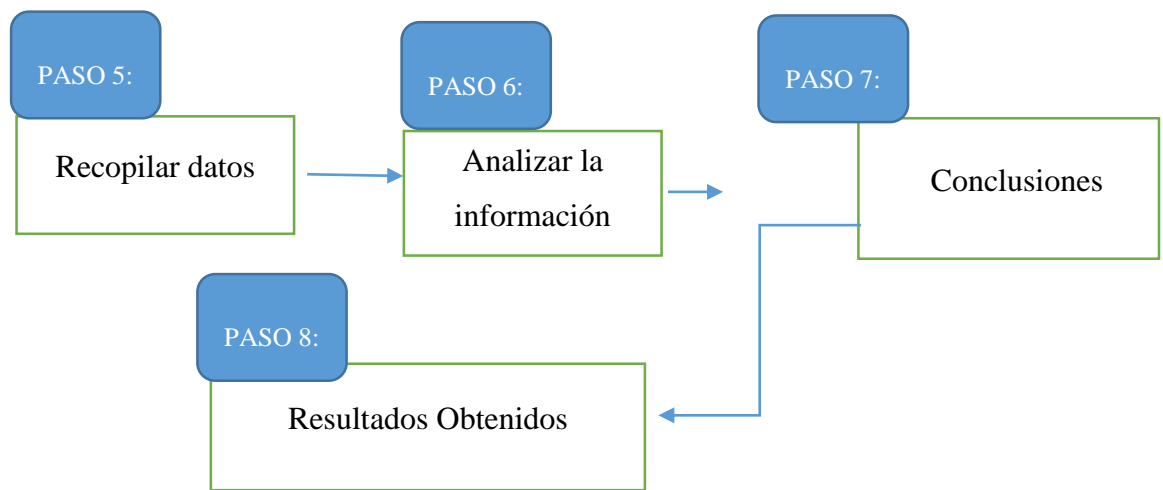 PASO 5:
Recopilar datos
PASO 6:
Analizar la
información
PASO 7:
Conclusiones
PASO 8:
Resultados Obtenidos